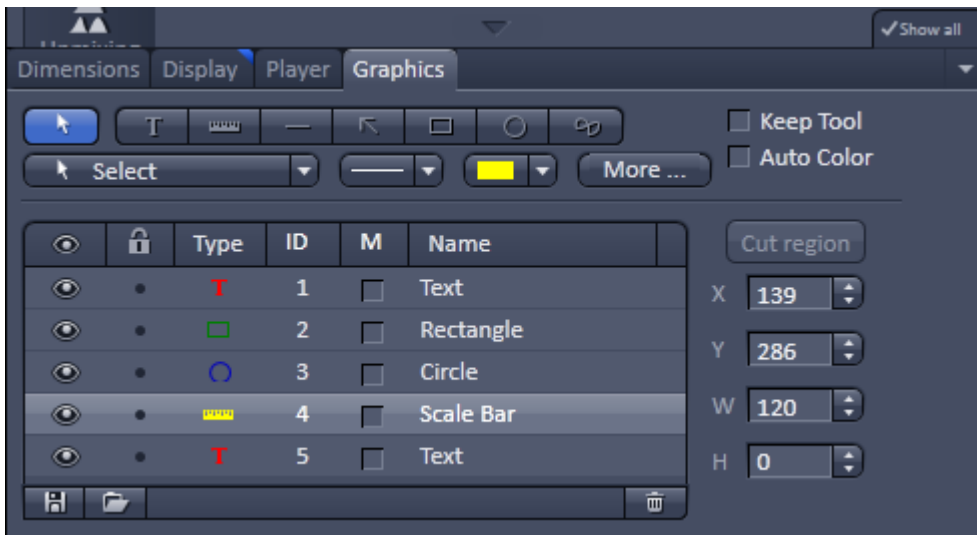 Show all
Dimensions Display Player Graphics
T Keep Tool
Select More ... Auto Color
Type ID M Name Cut region
T 1 Text X 139
2 Rectangle Y 286
3 Circle
4 Scale Bar W 120
T 5 Text H 0